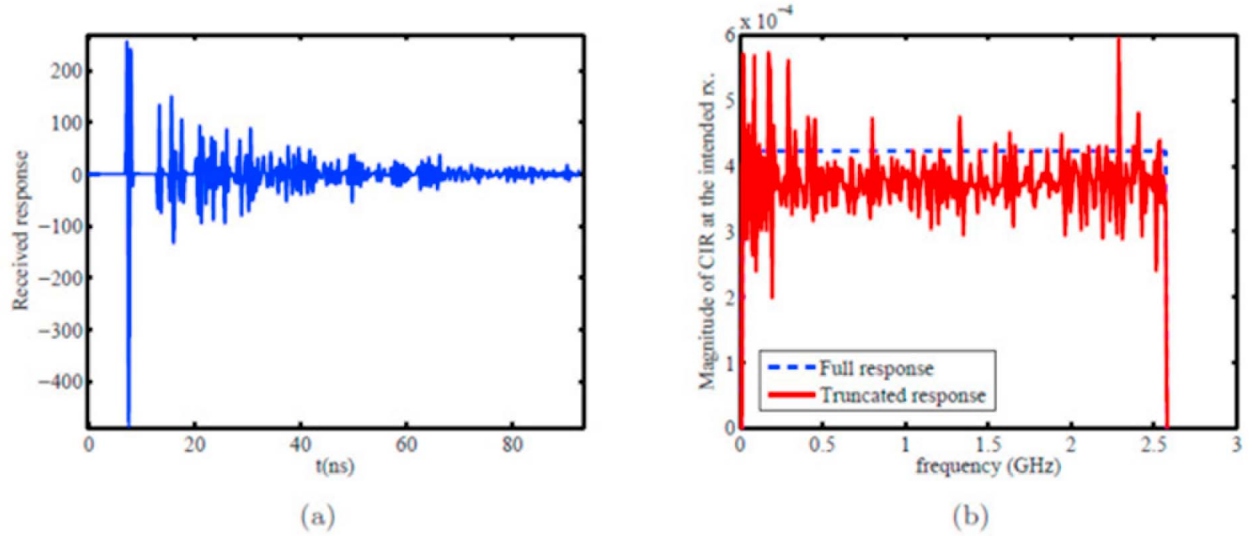 200
100
0
−100
−200
−300
−400
Received response
0 20 40 60 80
t(ns)
(a)
x 10⁻⁴
6
5
4
3
2
1
0
Magnitude of CIR at the intended rx.
Full response
Truncated response
0 0.5 1 1.5 2 2.5 3
frequency (GHz)
(b)